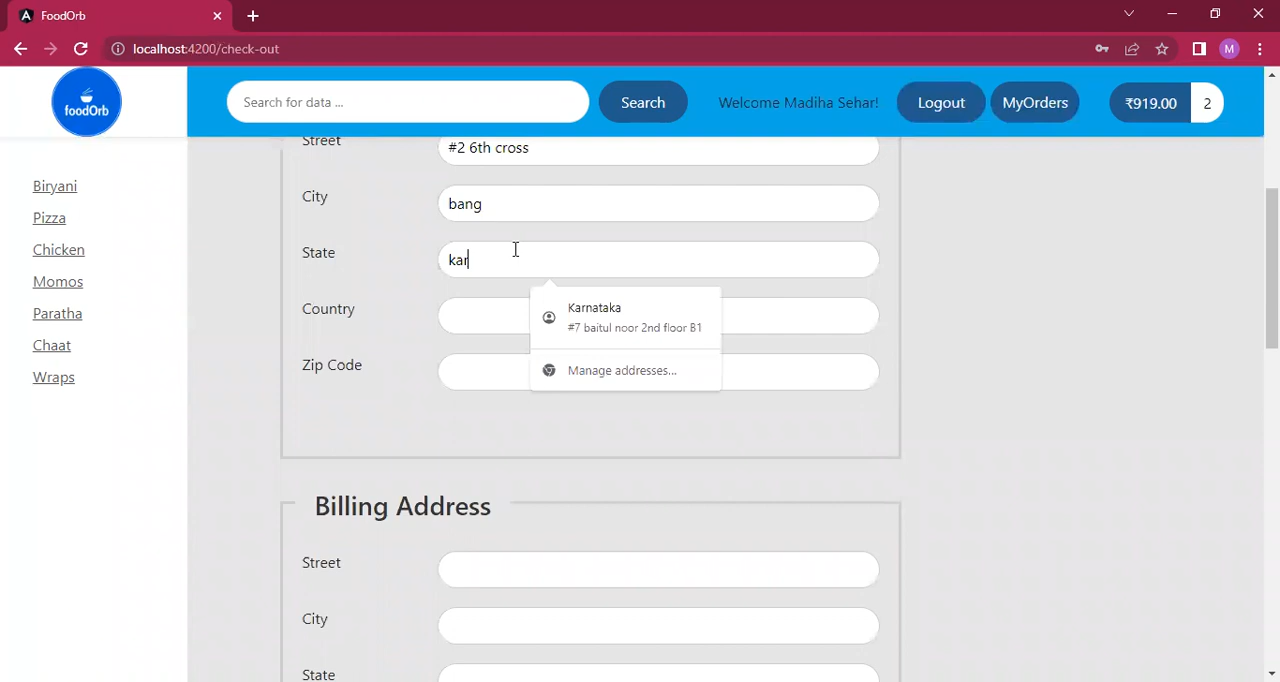 FoodOrb
localhost:4200/check-out
M
foodOrb
Search for data ...
Search
Welcome Madiha Sehar!
Logout
MyOrders
₹919.00
2
Biryani
Pizza
Chicken
Momos
Paratha
Chaat
Wraps
Street
#2 6th cross
City
bang
State
kar
Karnataka
#7 baitul noor 2nd floor B1
Manage addresses...
Country
Zip Code
Billing Address
Street
City
State